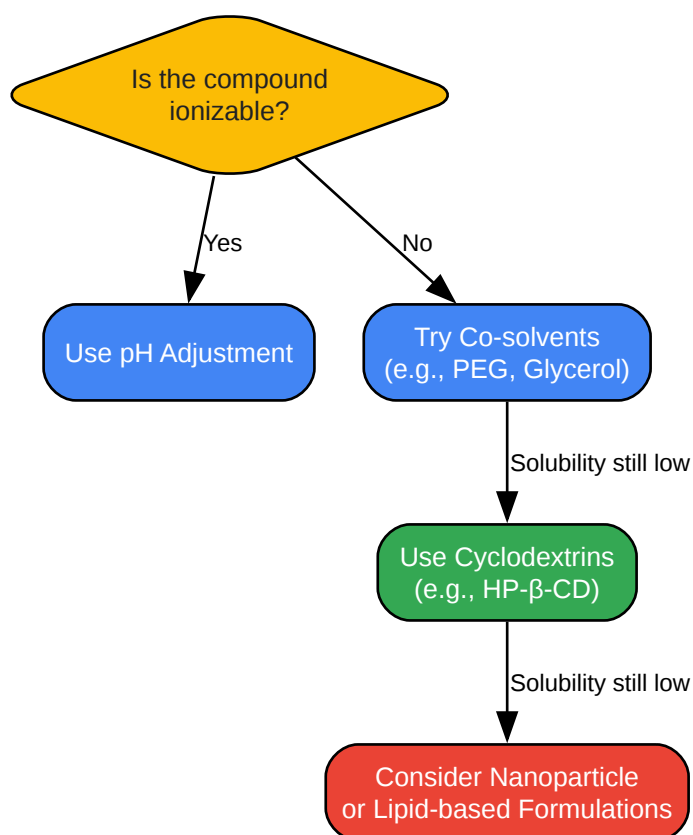 Is the compound
ionizable?
Yes
No
Use pH Adjustment
Try Co-solvents
(e.g., PEG, Glycerol)
Solubility still low
Use Cyclodextrins
(e.g., HP-β-CD)
Solubility still low
Consider Nanoparticle
or Lipid-based Formulations